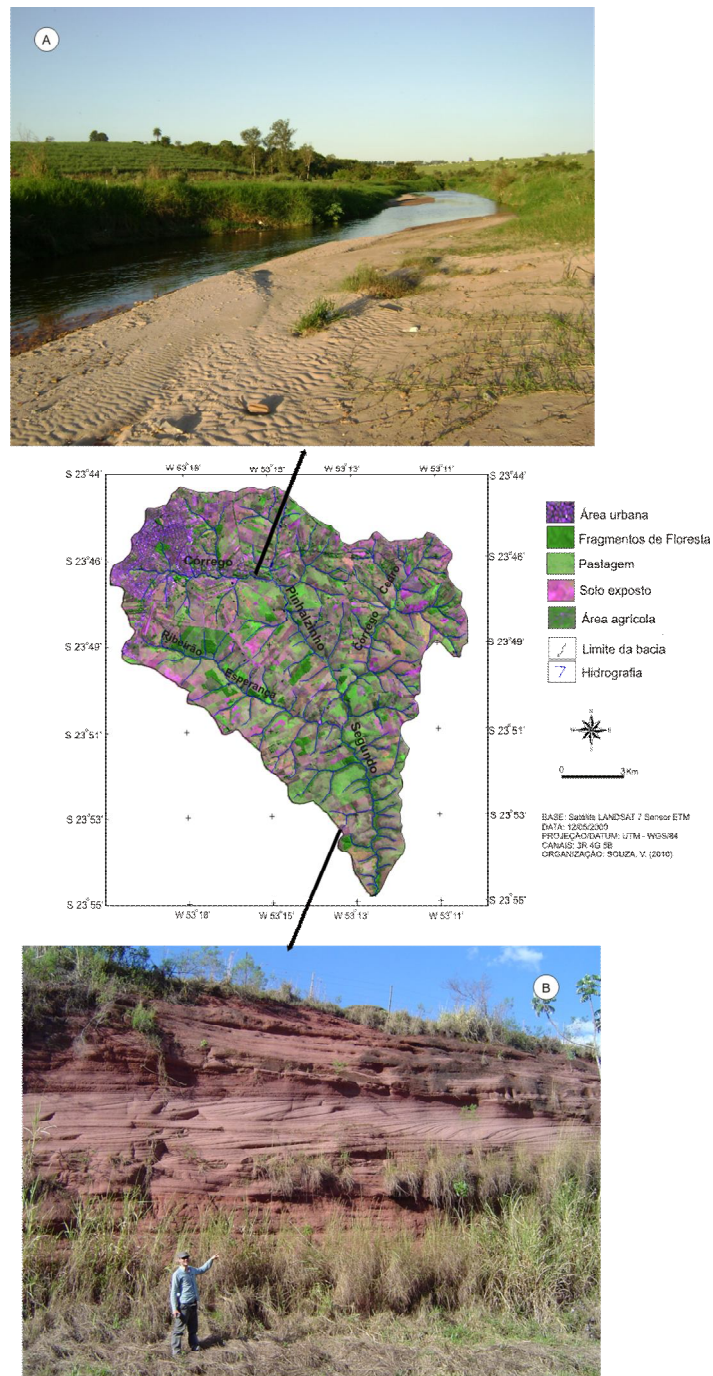 A
W 53°18'
W 53°15'
W 53°13'
W 53°11'
S 23°44'
S 23°44'
S 23°46'
S 23°46'
S 23°49'
S 23°49'
S 23°51'
S 23°51'
S 23°53'
S 23°53'
S 23°55'
S 23°55'
W 53°18'
W 53°15'
W 53°13'
W 53°11'
Corrego
Pinhalzinho
Segundo
Corrego
Cedro
Ribeirão
Esperança
Área urbana
Fragmentos de Floresta
Pastagem
Solo exposto
Área agrícola
Limite da bacia
Hidrografia
N
S
0 3Km
BASE: Satélite LANDSAT 7 Sensor ETM
DATA: 12/05/2000
PROJEÇÃO/DATUM: UTM - WGS/84
CANAIS: 3R 4G 5B
ORGANIZAÇÃO: SOUZA, V. (2010)
B